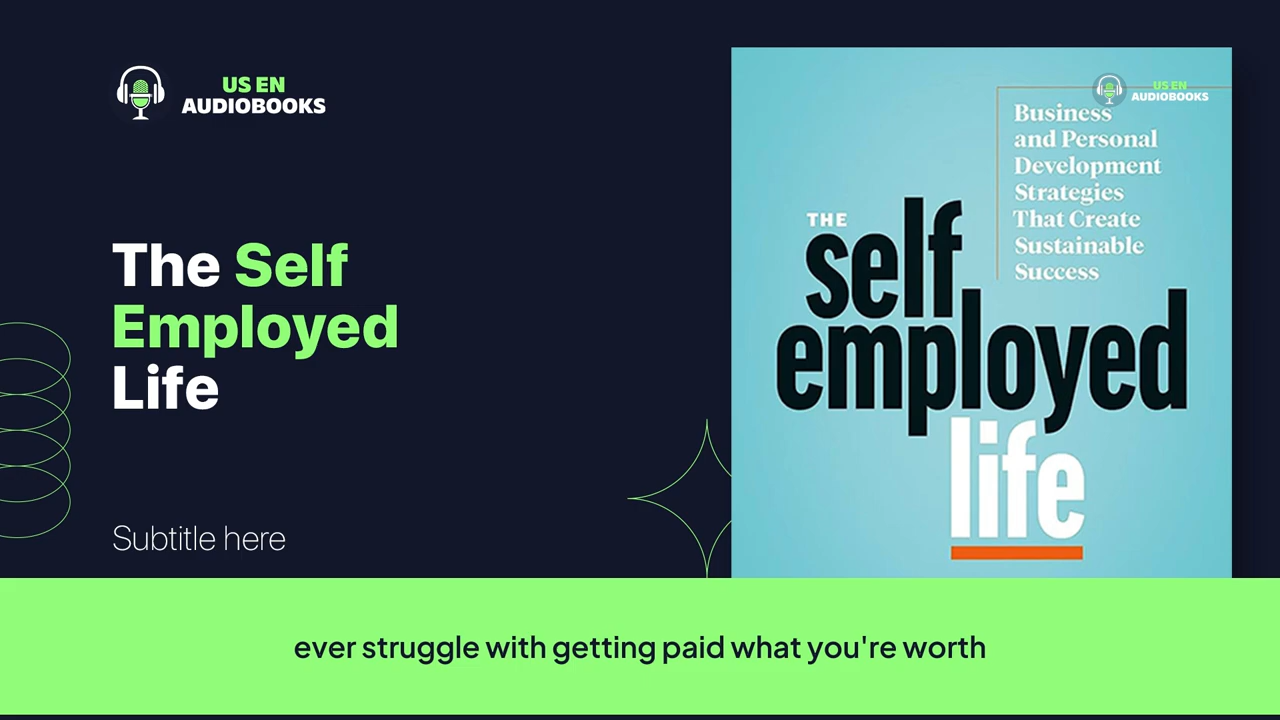 US EN
AUDIOBOOKS
The Self
Employed
Life
Subtitle here
US EN
AUDIOBOOKS
Business
and Personal
Development
Strategies
That Create
Sustainable
Success
THE
self
employed
life
ever struggle with getting paid what you're worth